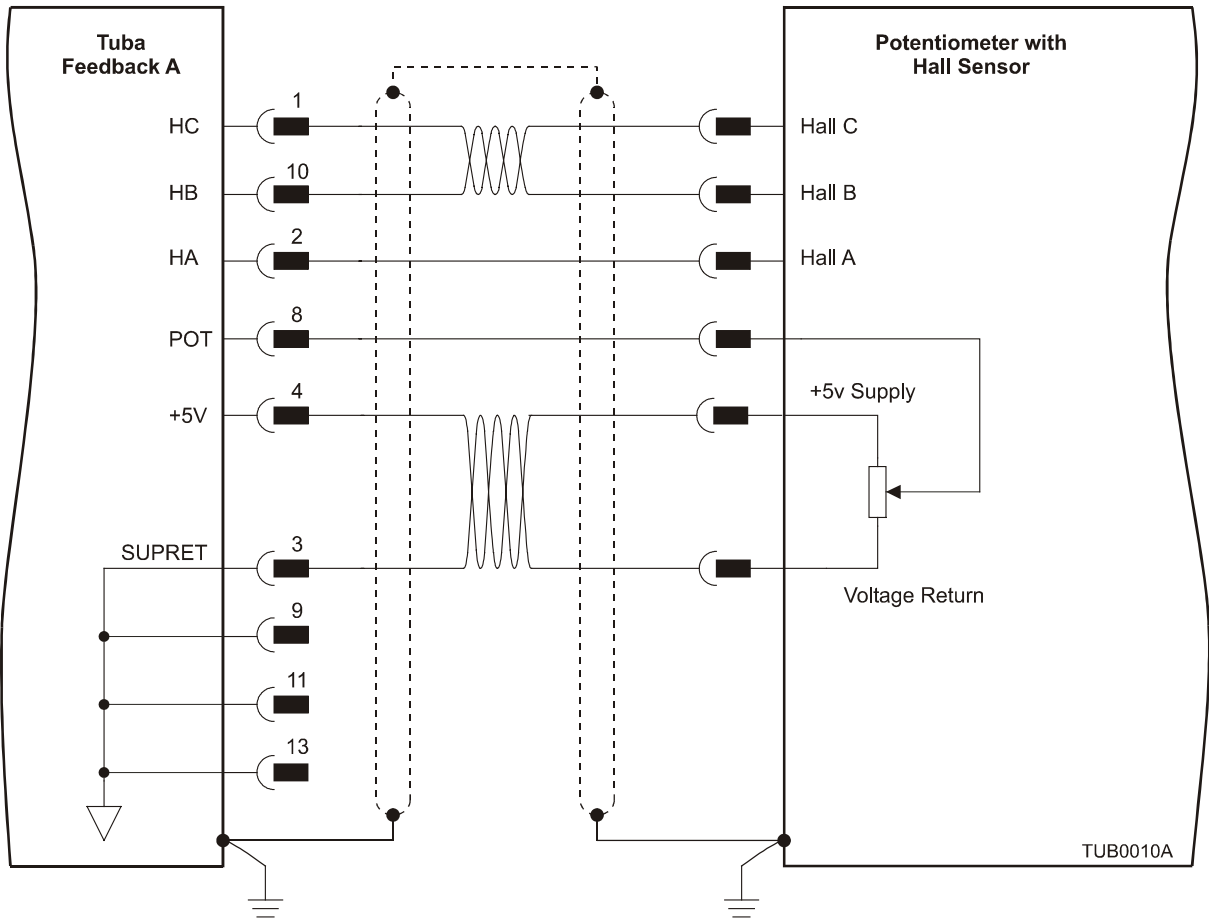 Tuba
Feedback A
Potentiometer with
Hall Sensor
1
HC
Hall C
10
HB
Hall B
2
HA
Hall A
8
POT
4
+5V
+5v Supply
3
SUPRET
Voltage Return
9
11
13
TUB0010A